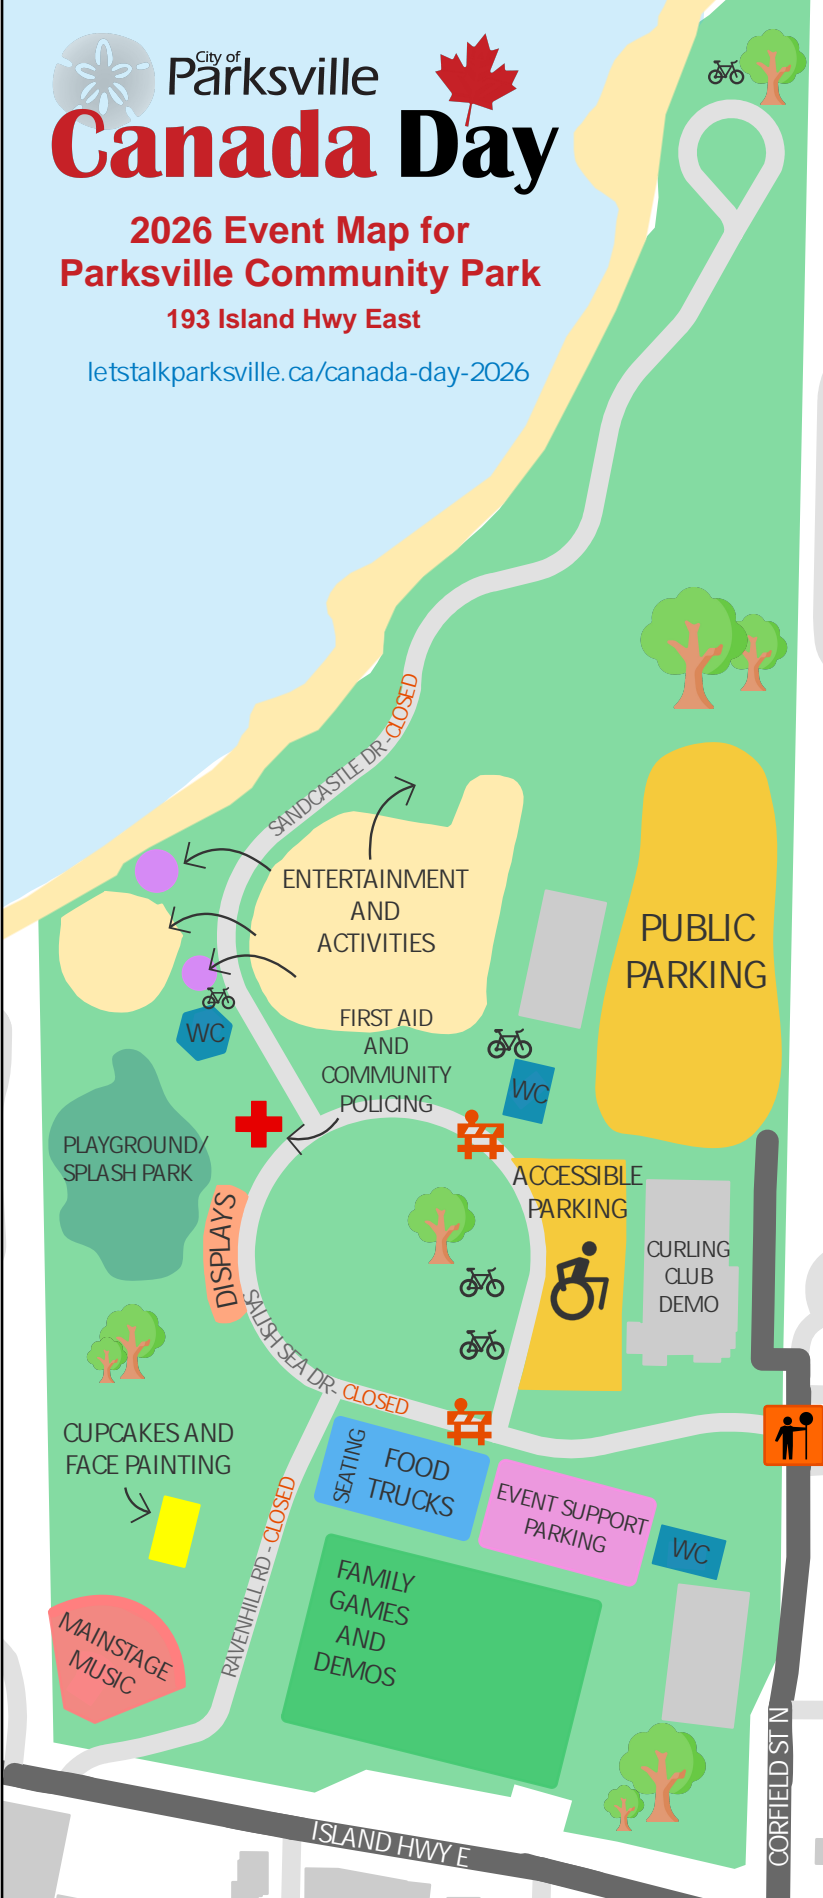 City of
Parksville
Canada Day
2026 Event Map for
Parksville Community Park
193 Island Hwy East
letstalkparksville.ca/canada-day-2026
SANDCASTLE DR - CLOSED
ENTERTAINMENT
AND
ACTIVITIES
PUBLIC
PARKING
FIRST AID
AND
COMMUNITY
POLICING
WC
WC
PLAYGROUND/
SPLASH PARK
ACCESSIBLE
PARKING
DISPLAYS
CURLING
CLUB
DEMO
SALISH SEA DR- CLOSED
CUPCAKES AND
FACE PAINTING
SEATING
FOOD
TRUCKS
EVENT SUPPORT
PARKING
WC
RAVENHILL RD - CLOSED
FAMILY
GAMES
AND
DEMOS
MAINSTAGE
MUSIC
CORFIELD ST N
ISLAND HWY E